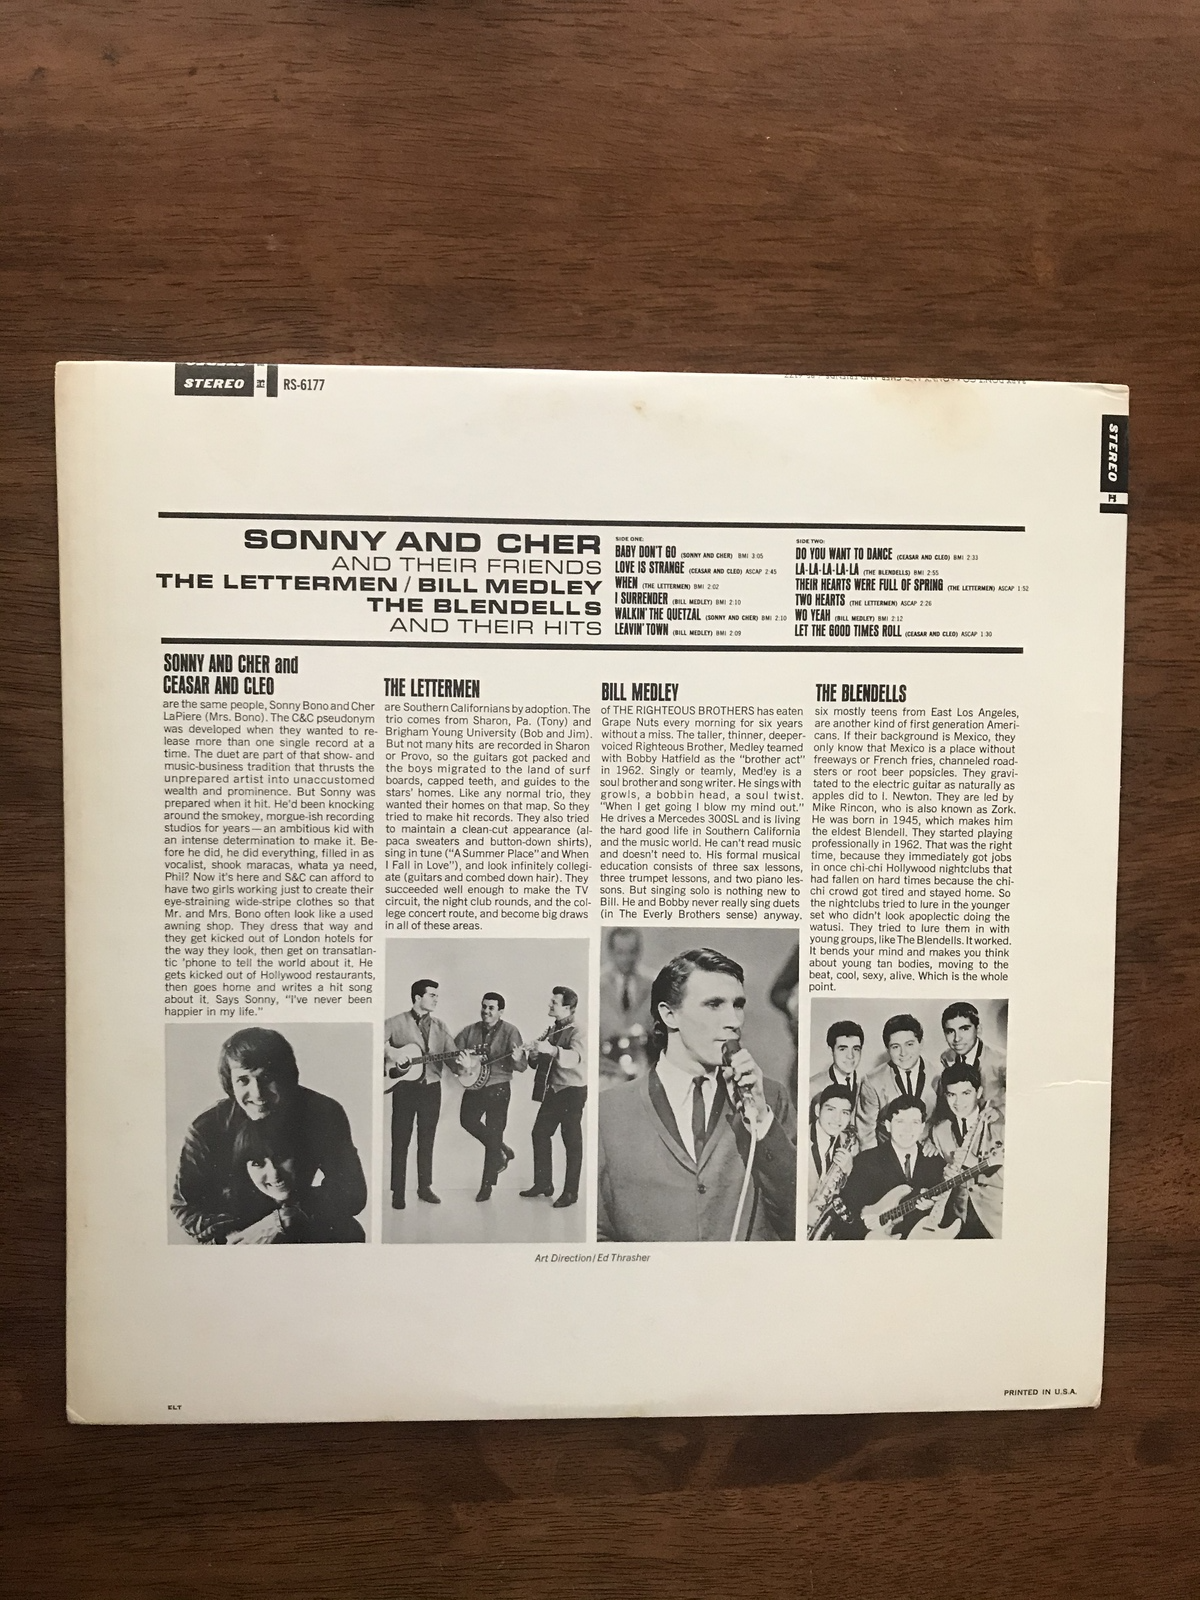 STEREO
RS-6177
STEREO
SONNY AND CHER
AND THEIR FRIENDS
THE LETTERMEN / BILL MEDLEY
THE BLENDELLS
AND THEIR HITS
SIDE ONE:
BABY DON'T GO (SONNY AND CHER) BMI 3:05
LOVE IS STRANGE (CEASAR AND CLEO) ASCAP 2:45
WHEN (THE LETTERMEN) BMI 2:02
I SURRENDER (BILL MEDLEY) BMI 2:10
WALKIN' THE QUETZAL (SONNY AND CHER) BMI 2:10
LEAVIN' TOWN (BILL MEDLEY) BMI 2:09
SIDE TWO:
DO YOU WANT TO DANCE (CEASAR AND CLEO) BMI 2:33
LA-LA-LA-LA-LA (THE BLENDELLS) BMI 2:55
THEIR HEARTS WERE FULL OF SPRING (THE LETTERMEN) ASCAP 1:52
TWO HEARTS (THE LETTERMEN) ASCAP 2:26
WO YEAH (BILL MEDLEY) BMI 2:12
LET THE GOOD TIMES ROLL (CEASAR AND CLEO) ASCAP 1:30
SONNY AND CHER and
CEASAR AND CLEO
are the same people, Sonny Bono and Cher
LaPiere (Mrs. Bono). The C&C pseudonym
was developed when they wanted to re-
lease more than one single record at a
time. The duet are part of that show- and
music-business tradition that thrusts the
unprepared artist into unaccustomed
wealth and prominence. But Sonny was
prepared when it hit. He'd been knocking
around the smokey, morgue-ish recording
studios for years—an ambitious kid with
an intense determination to make it. Be-
fore he did, he did everything, filled in as
vocalist, shook maracas, whata ya need,
Phil? Now it's here and S&C can afford to
have two girls working just to create their
eye-straining wide-stripe clothes so that
Mr. and Mrs. Bono often look like a used
awning shop. They dress that way and
they get kicked out of London hotels for
the way they look, then get on transatlan-
tic 'phone to tell the world about it. He
gets kicked out of Hollywood restaurants,
then goes home and writes a hit song
about it. Says Sonny, "I've never been
happier in my life."
THE LETTERMEN
are Southern Californians by adoption. The
trio comes from Sharon, Pa. (Tony) and
Brigham Young University (Bob and Jim).
But not many hits are recorded in Sharon
or Provo, so the guitars got packed and
the boys migrated to the land of surf
boards, capped teeth, and guides to the
stars' homes. Like any normal trio, they
wanted their homes on that map. So they
tried to make hit records. They also tried
to maintain a clean-cut appearance (al-
paca sweaters and button-down shirts),
sing in tune ("A Summer Place" and When
I Fall in Love"), and look infinitely collegi-
ate (guitars and combed down hair). They
succeeded well enough to make the TV
circuit, the night club rounds, and the col-
lege concert route, and become big draws
in all of these areas.
BILL MEDLEY
of THE RIGHTEOUS BROTHERS has eaten
Grape Nuts every morning for six years
without a miss. The taller, thinner, deeper-
voiced Righteous Brother, Medley teamed
with Bobby Hatfield as the "brother act"
in 1962. Singly or teamly, Medley is a
soul brother and song writer. He sings with
growls, a bobbin head, a soul twist.
"When I get going I blow my mind out."
He drives a Mercedes 300SL and is living
the hard good life in Southern California
and the music world. He can't read music
and doesn't need to. His formal musical
education consists of three sax lessons,
three trumpet lessons, and two piano les-
sons. But singing solo is nothing new to
Bill. He and Bobby never really sing duets
(in The Everly Brothers sense) anyway.
THE BLENDELLS
six mostly teens from East Los Angeles,
are another kind of first generation Ameri-
cans. If their background is Mexico, they
only know that Mexico is a place without
freeways or French fries, channeled road-
sters or root beer popsicles. They gravi-
tated to the electric guitar as naturally as
apples did to I. Newton. They are led by
Mike Rincon, who is also known as Zork.
He was born in 1945, which makes him
the eldest Blendell. They started playing
professionally in 1962. That was the right
time, because they immediately got jobs
in once chi-chi Hollywood nightclubs that
had fallen on hard times because the chi-
chi crowd got tired and stayed home. So
the nightclubs tried to lure in the younger
set who didn't look apoplectic doing the
watusi. They tried to lure them in with
young groups, like The Blendells. It worked.
It bends your mind and makes you think
about young tan bodies, moving to the
beat, cool, sexy, alive. Which is the whole
point.
Art Direction / Ed Thrasher
ELT
PRINTED IN U.S.A.